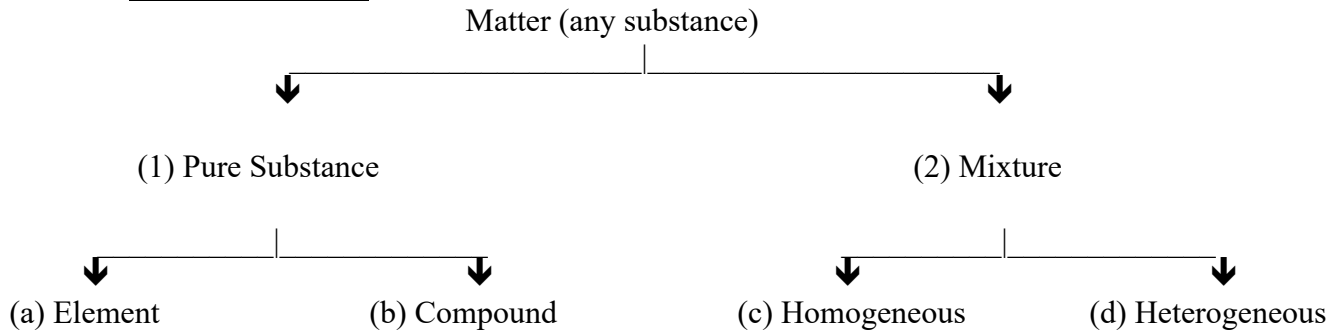 Matter (any substance)
(1) Pure Substance (2) Mixture
(a) Element (b) Compound (c) Homogeneous (d) Heterogeneous